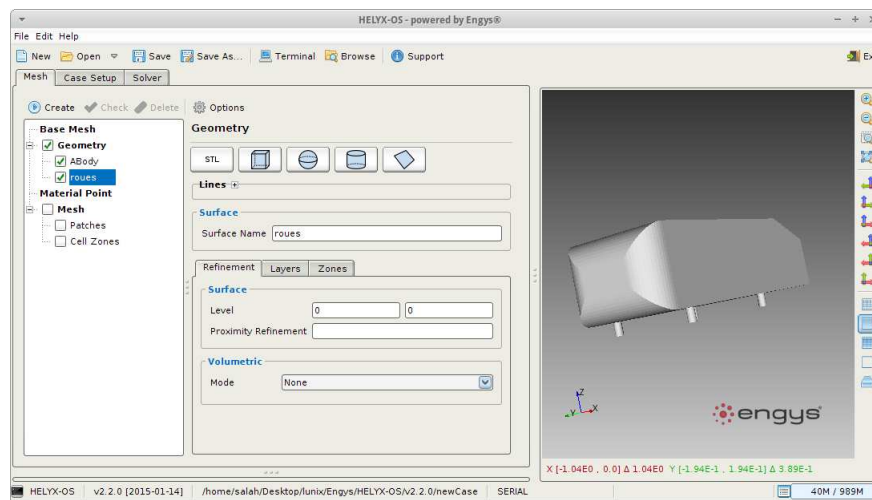 HELYX-OS - powered by Engys®
File Edit Help
New Open Save Save As... Terminal Browse Support
Mesh Case Setup Solver
Create Check Delete Options
Base Mesh
Geometry
ABody
roues
Material Point
Mesh
Patches
Cell Zones
Geometry
STL
Lines
Surface
Surface Name roues
Refinement Layers Zones
Surface
Level 0 0
Proximity Refinement
Volumetric
Mode None
Z
Y X
engys
X [-1.04E0 , 0.0] Δ 1.04E0 Y [-1.94E-1 , 1.94E-1] Δ 3.89E-1
HELYX-OS v2.2.0 [2015-01-14] /home/salah/Desktop/lunix/Engys/HELYX-OS/v2.2.0/newCase SERIAL 40M / 989M